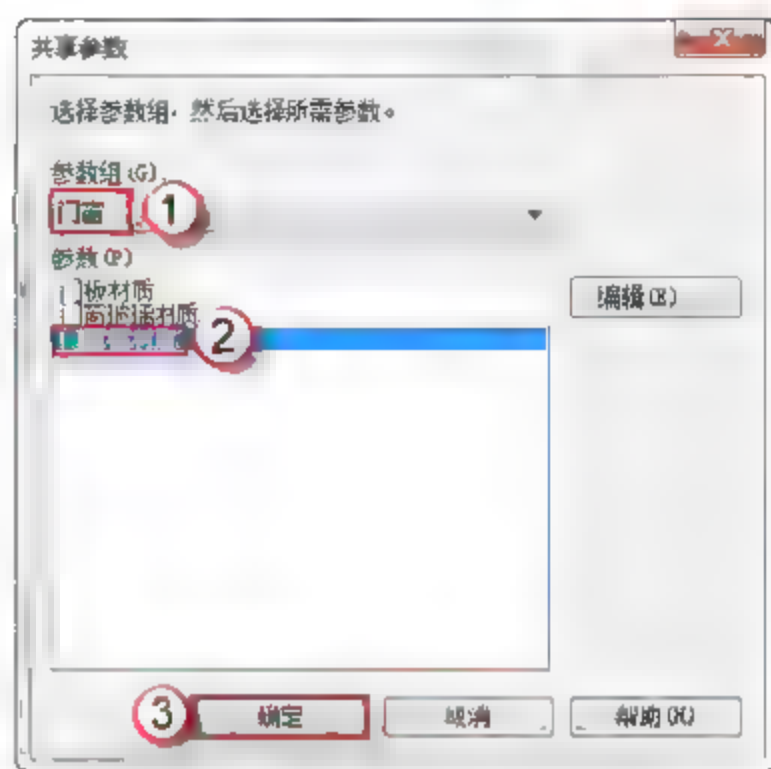 共享参数
选择参数组，然后选择所需参数。
参数组(G)
门窗 1
参数(P)
门板材质
编辑(E)
2
3 确定 取消 帮助(H)